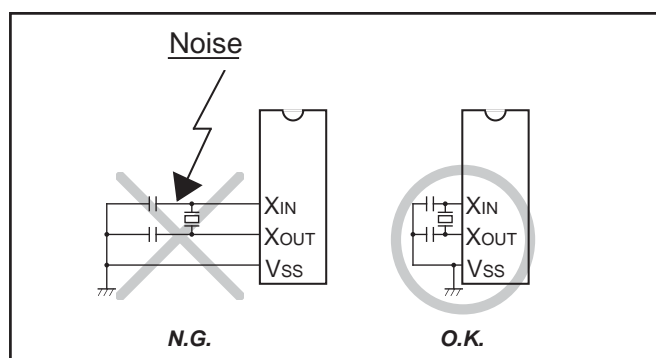 Noise
XIN
XOUT
VSS
N.G.
XIN
XOUT
VSS
O.K.